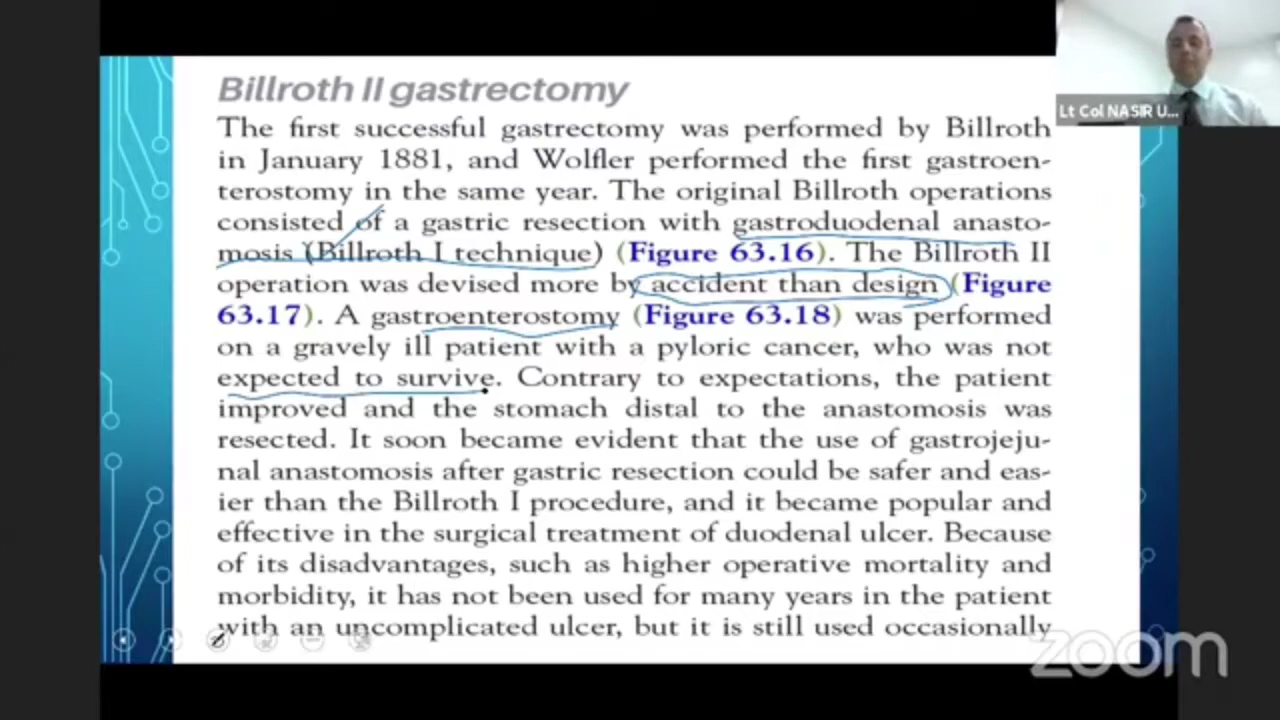 Lt Col NASIR U...
Billroth II gastrectomy
The first successful gastrectomy was performed by Billroth
in January 1881, and Wolfler performed the first gastroen-
terostomy in the same year. The original Billroth operations
consisted of a gastric resection with gastroduodenal anasto-
mosis (Billroth I technique) (Figure 63.16). The Billroth II
operation was devised more by accident than design (Figure
63.17). A gastroenterostomy (Figure 63.18) was performed
on a gravely ill patient with a pyloric cancer, who was not
expected to survive. Contrary to expectations, the patient
improved and the stomach distal to the anastomosis was
resected. It soon became evident that the use of gastrojeju-
nal anastomosis after gastric resection could be safer and eas-
ier than the Billroth I procedure, and it became popular and
effective in the surgical treatment of duodenal ulcer. Because
of its disadvantages, such as higher operative mortality and
morbidity, it has not been used for many years in the patient
with an uncomplicated ulcer, but it is still used occasionally
zoom